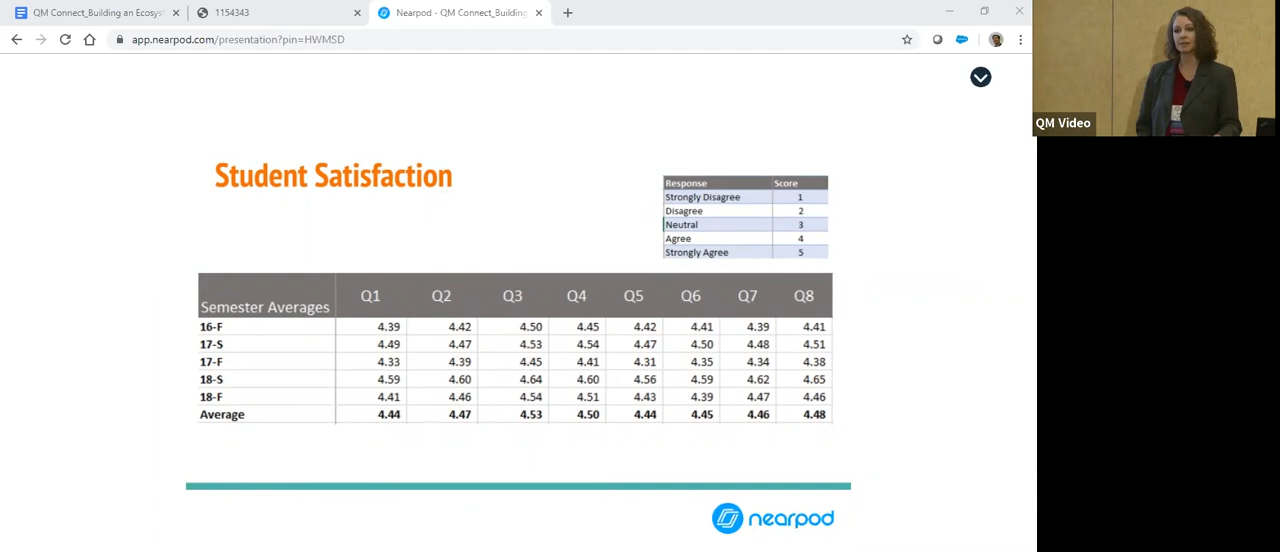 QM Connect_Building an Ecosys
1154343
Nearpod - QM Connect_Building
app.nearpod.com/presentation?pin=HWMSD
QM Video
Student Satisfaction
Response Score
Strongly Disagree 1
Disagree 2
Neutral 3
Agree 4
Strongly Agree 5
Semester Averages Q1 Q2 Q3 Q4 Q5 Q6 Q7 Q8
16-F 4.39 4.42 4.50 4.45 4.42 4.41 4.39 4.41
17-S 4.49 4.47 4.53 4.54 4.47 4.50 4.48 4.51
17-F 4.33 4.39 4.45 4.41 4.31 4.35 4.34 4.38
18-S 4.59 4.60 4.64 4.60 4.56 4.59 4.62 4.65
18-F 4.41 4.46 4.54 4.51 4.43 4.39 4.47 4.46
Average 4.44 4.47 4.53 4.50 4.44 4.45 4.46 4.48
nearpod